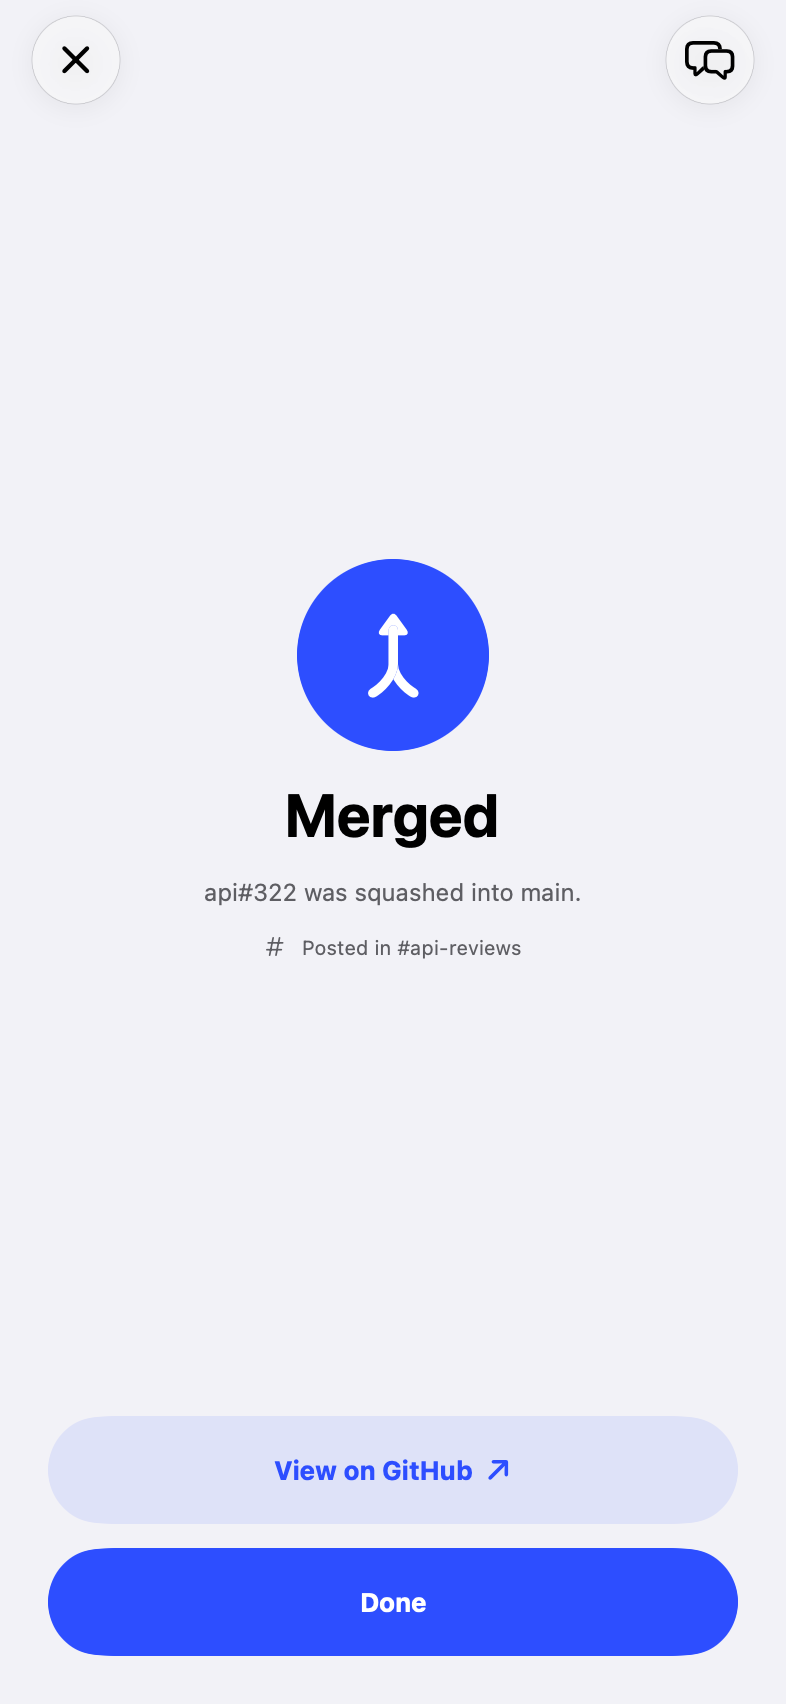 Merged
api#322 was squashed into main.
# Posted in #api-reviews
View on GitHub
Done